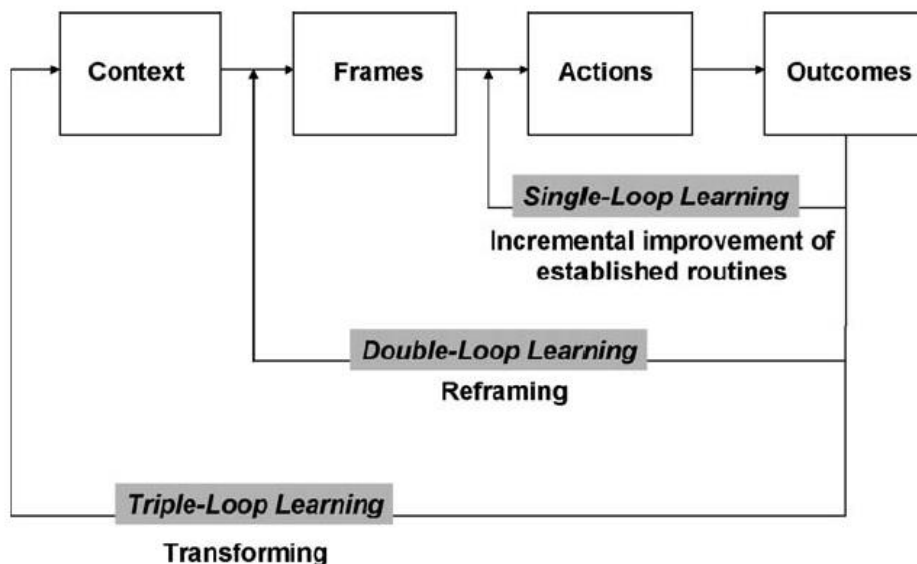 Context
Frames
Actions
Outcomes
Single-Loop Learning
Incremental improvement of
established routines
Double-Loop Learning
Reframing
Triple-Loop Learning
Transforming